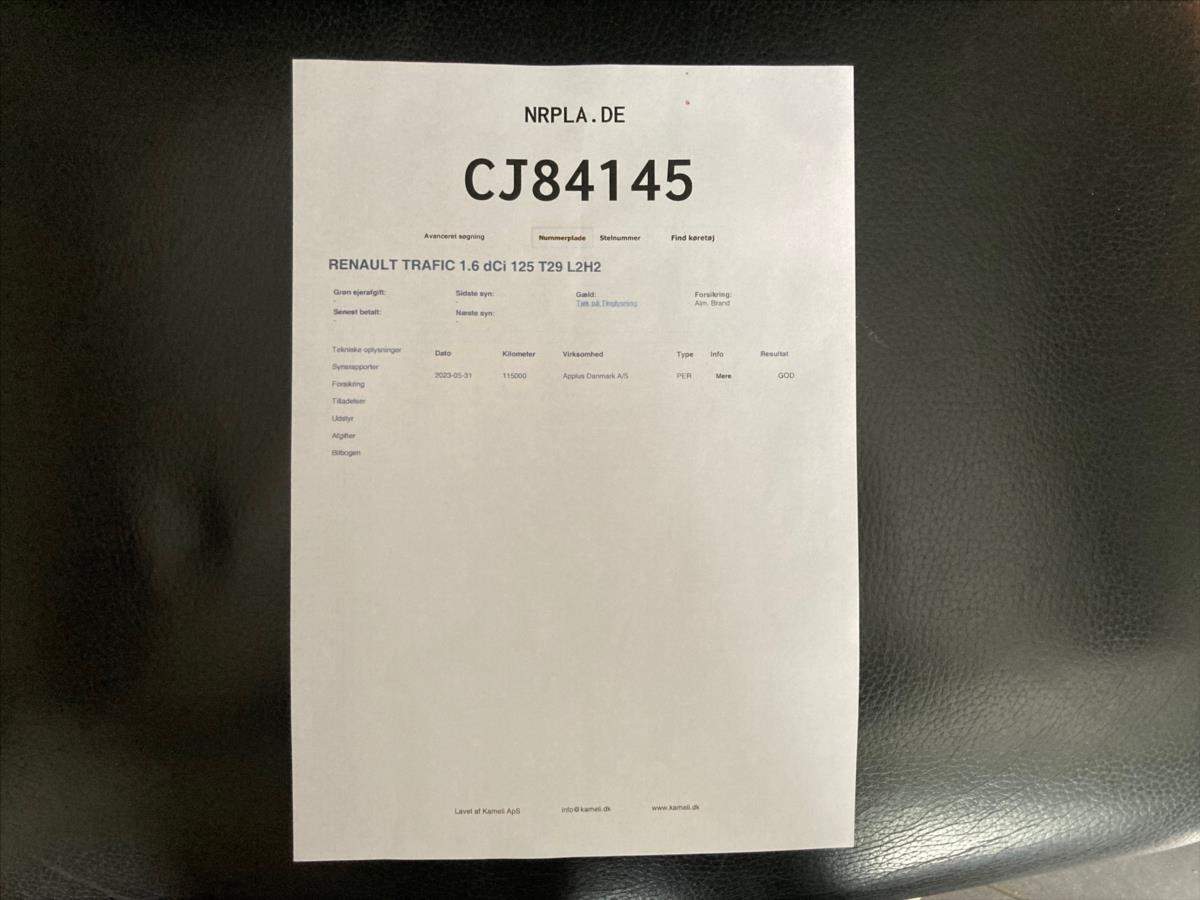 NRPLA.DE
CJ84145
Avanceret søgning Nummerplade Stelnummer Find køretøj
RENAULT TRAFIC 1.6 dCi 125 T29 L2H2
Grøn ejerafgift: Sidste syn: Gæld: Forsikring:
- - Tjek på Tinglysning Alm. Brand
Senest betalt: Næste syn:
- -
Tekniske oplysninger
Synsrapporter
Forsikring
Tilladelser
Udstyr
Afgifter
Bilbogen
Dato Kilometer Virksomhed Type Info Resultat
2023-05-31 115000 Applus Danmark A/S PER Mere GOD
Lavet af Kameli ApS info@kameli.dk www.kameli.dk